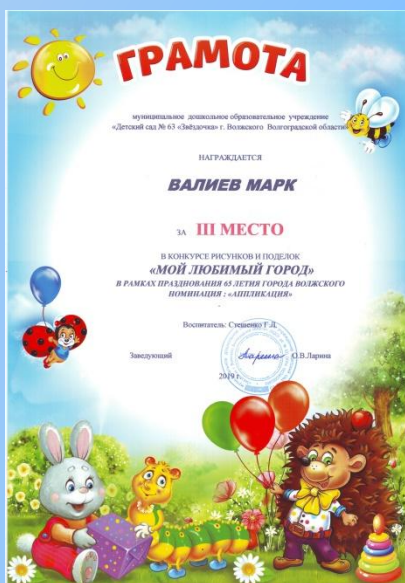 ГРАМОТА
муниципальное дошкольное образовательное учреждение
«Детский сад № 63 «Звёздочка» г. Волжского Волгоградской области»
НАГРАЖДАЕТСЯ
ВАЛИЕВ МАРК
ЗА III МЕСТО
В КОНКУРСЕ РИСУНКОВ И ПОДЕЛОК
«МОЙ ЛЮБИМЫЙ ГОРОД»
В РАМКАХ ПРАЗДНОВАНИЯ 65 ЛЕТИЯ ГОРОДА ВОЛЖСКОГО
НОМИНАЦИЯ : «АППЛИКАЦИЯ»
Воспитатель: Стеценко Г.Л.
Заведующий О.В.Ларина
2019 г.